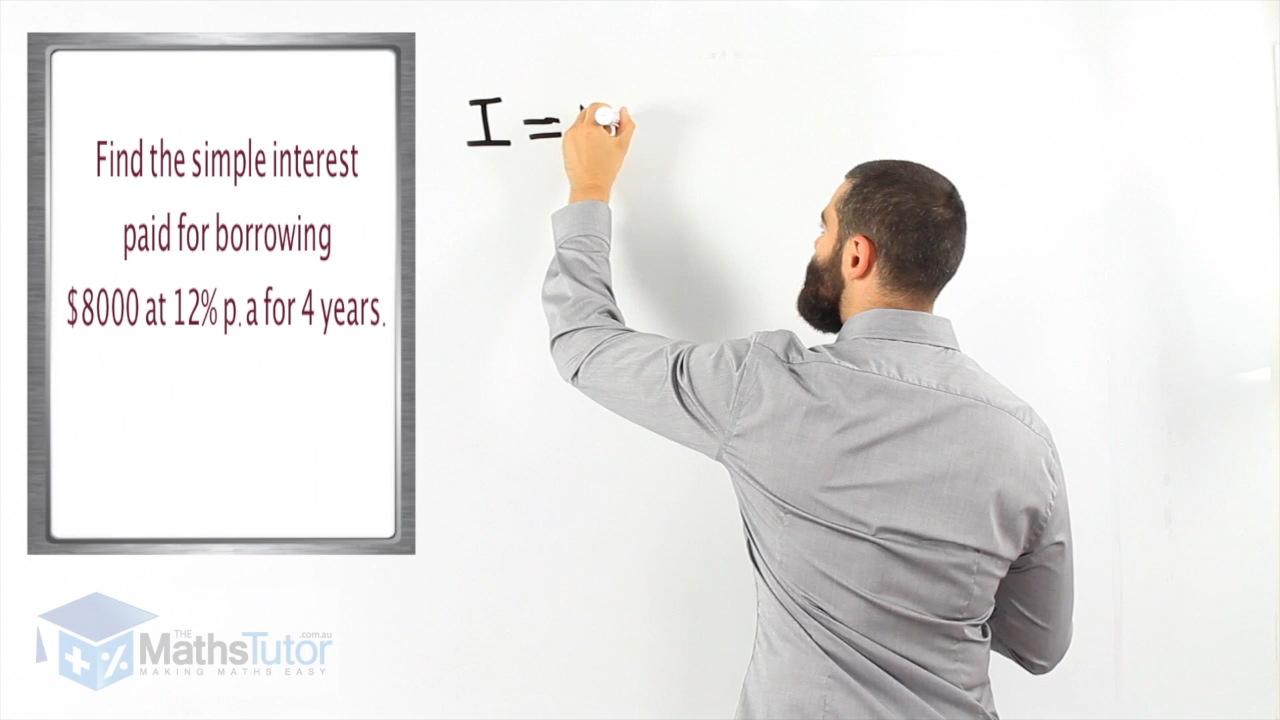 Find the simple interest
paid for borrowing
$8000 at 12% p. a for 4 years.
I =
THE
MathsTutor
.com.au
MAKING MATHS EASY